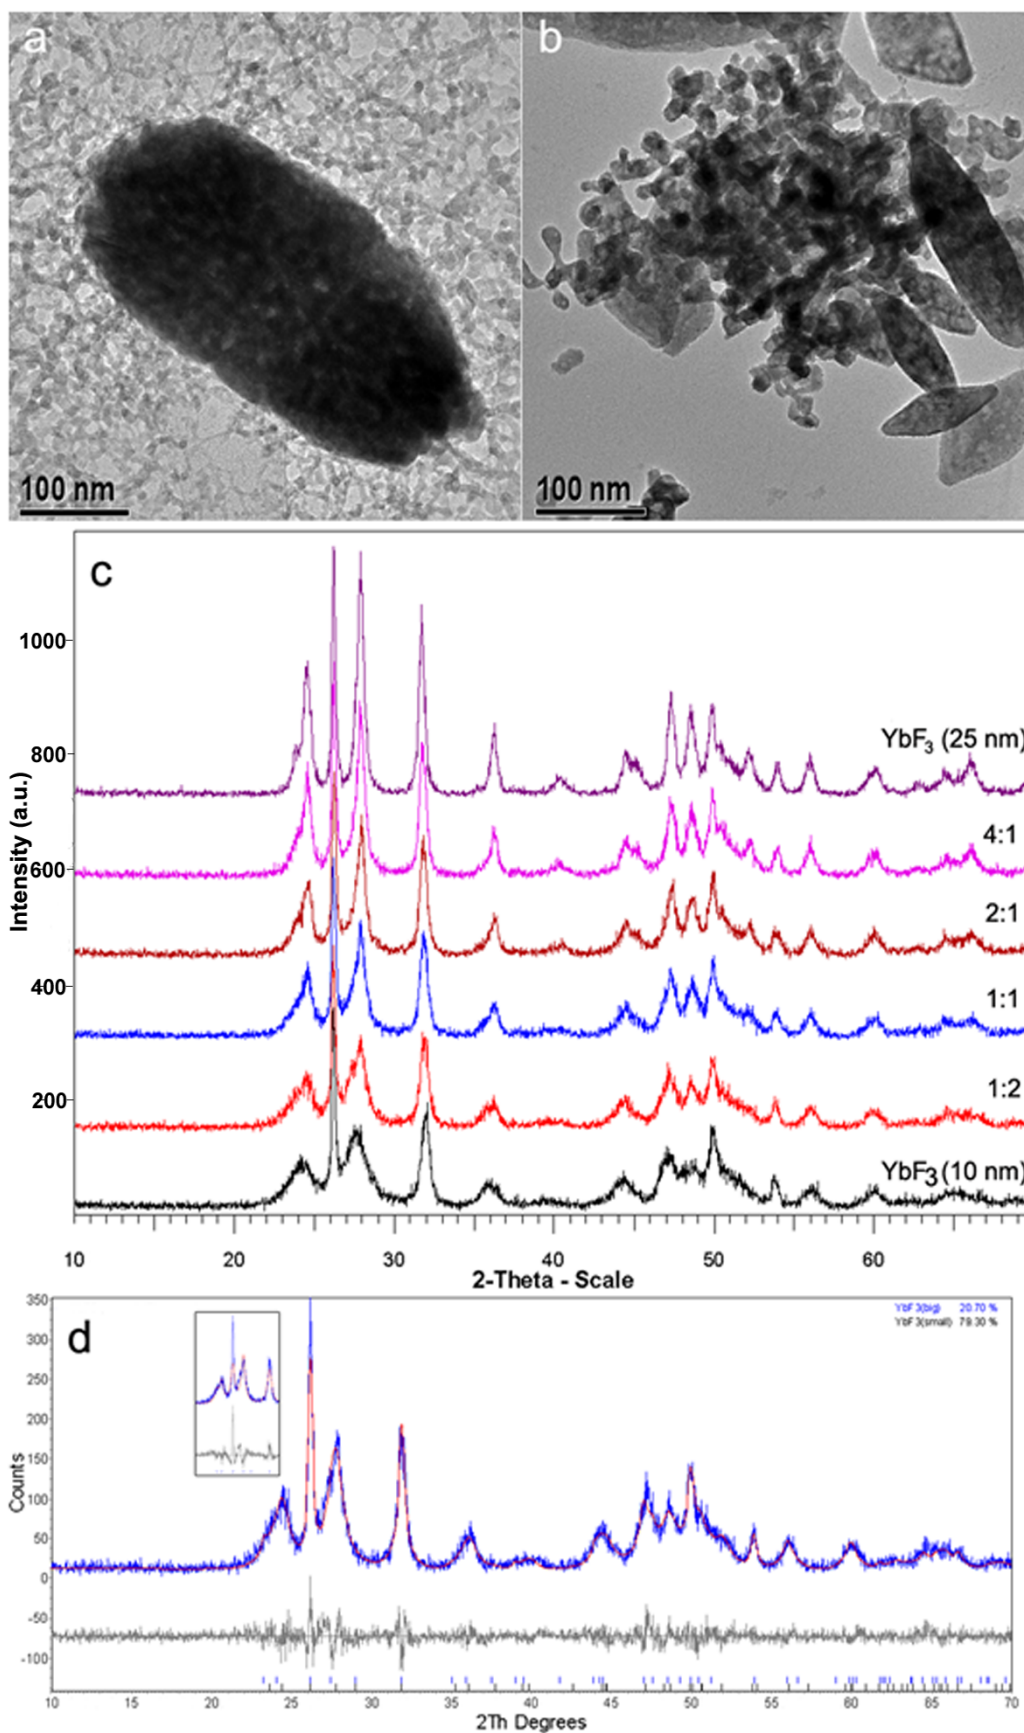 a
b
100 nm
100 nm
c
1000
800
600
400
200
Intensity (a.u.)
YbF3 (25 nm)
4:1
2:1
1:1
1:2
YbF3 (10 nm)
10 20 30 40 50 60
2-Theta - Scale
d
YbF3(big) 20.70 %
YbF3(small) 79.30 %
350
300
250
200
150
100
50
0
-50
-100
Counts
10 15 20 25 30 35 40 45 50 55 60 65 70
2Th Degrees